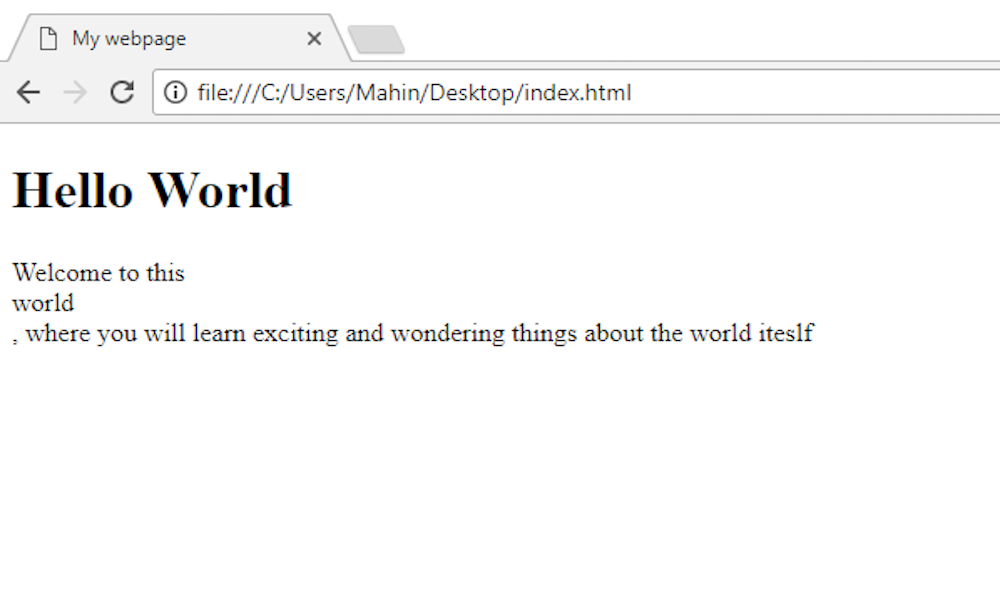 My webpage
file:///C:/Users/Mahin/Desktop/index.html
Hello World
Welcome to this
world
, where you will learn exciting and wondering things about the world iteslf